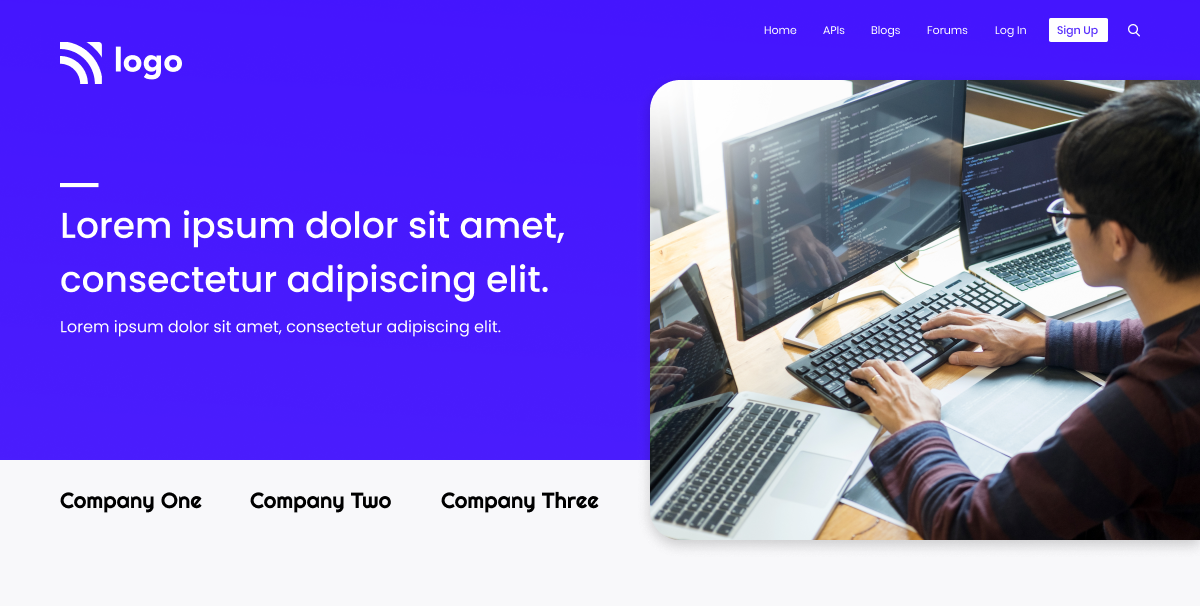 Home APIs Blogs Forums Log In Sign Up
logo
Lorem ipsum dolor sit amet,
consectetur adipiscing elit.
Lorem ipsum dolor sit amet, consectetur adipiscing elit.
Company One Company Two Company Three